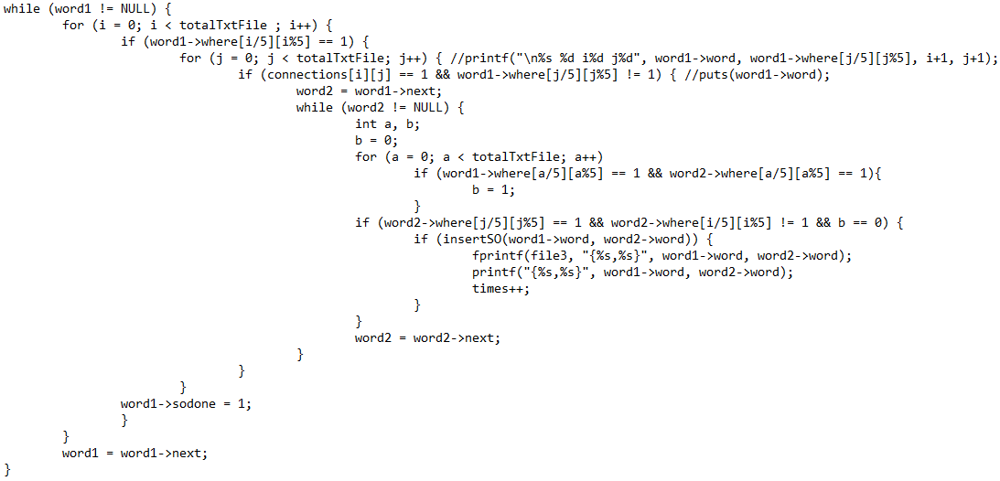 while (word1 != NULL) {
        for (i = 0; i < totalTxtFile ; i++) {
                if (word1->where[i/5][i%5] == 1) {
                        for (j = 0; j < totalTxtFile; j++) { //printf("\n%s %d i%d j%d", word1->word, word1->where[j/5][j%5], i+1, j+1);
                                if (connections[i][j] == 1 && word1->where[j/5][j%5] != 1) { //puts(word1->word);
                                        word2 = word1->next;
                                        while (word2 != NULL) {
                                                int a, b;
                                                b = 0;
                                                for (a = 0; a < totalTxtFile; a++)
                                                        if (word1->where[a/5][a%5] == 1 && word2->where[a/5][a%5] == 1){
                                                                b = 1;
                                                        }
                                                if (word2->where[j/5][j%5] == 1 && word2->where[i/5][i%5] != 1 && b == 0) {
                                                        if (insertSO(word1->word, word2->word)) {
                                                                fprintf(file3, "{%s,%s}", word1->word, word2->word);
                                                                printf("{%s,%s}", word1->word, word2->word);
                                                                times++;
                                                        }
                                                }
                                                word2 = word2->next;
                                        }
                                }
                        }
                word1->sodone = 1;
                }
        }
        word1 = word1->next;
}